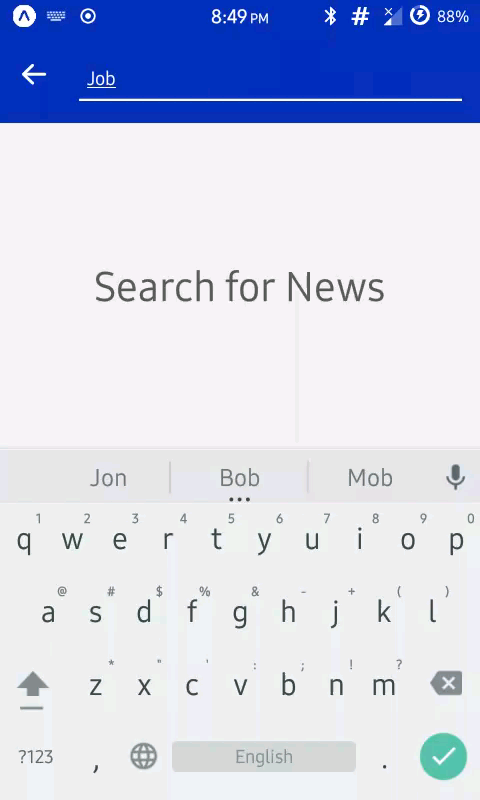 8:49 PM # 88%
Job
Search for News
Jon Bob Mob
...
1 2 3 4 5 6 7 8 9 0
q w e r t y u i o p
@ # $ % & - + ( )
a s d f g h j k l
* " ' : ; ! ?
z x c v b n m
?123 , English .